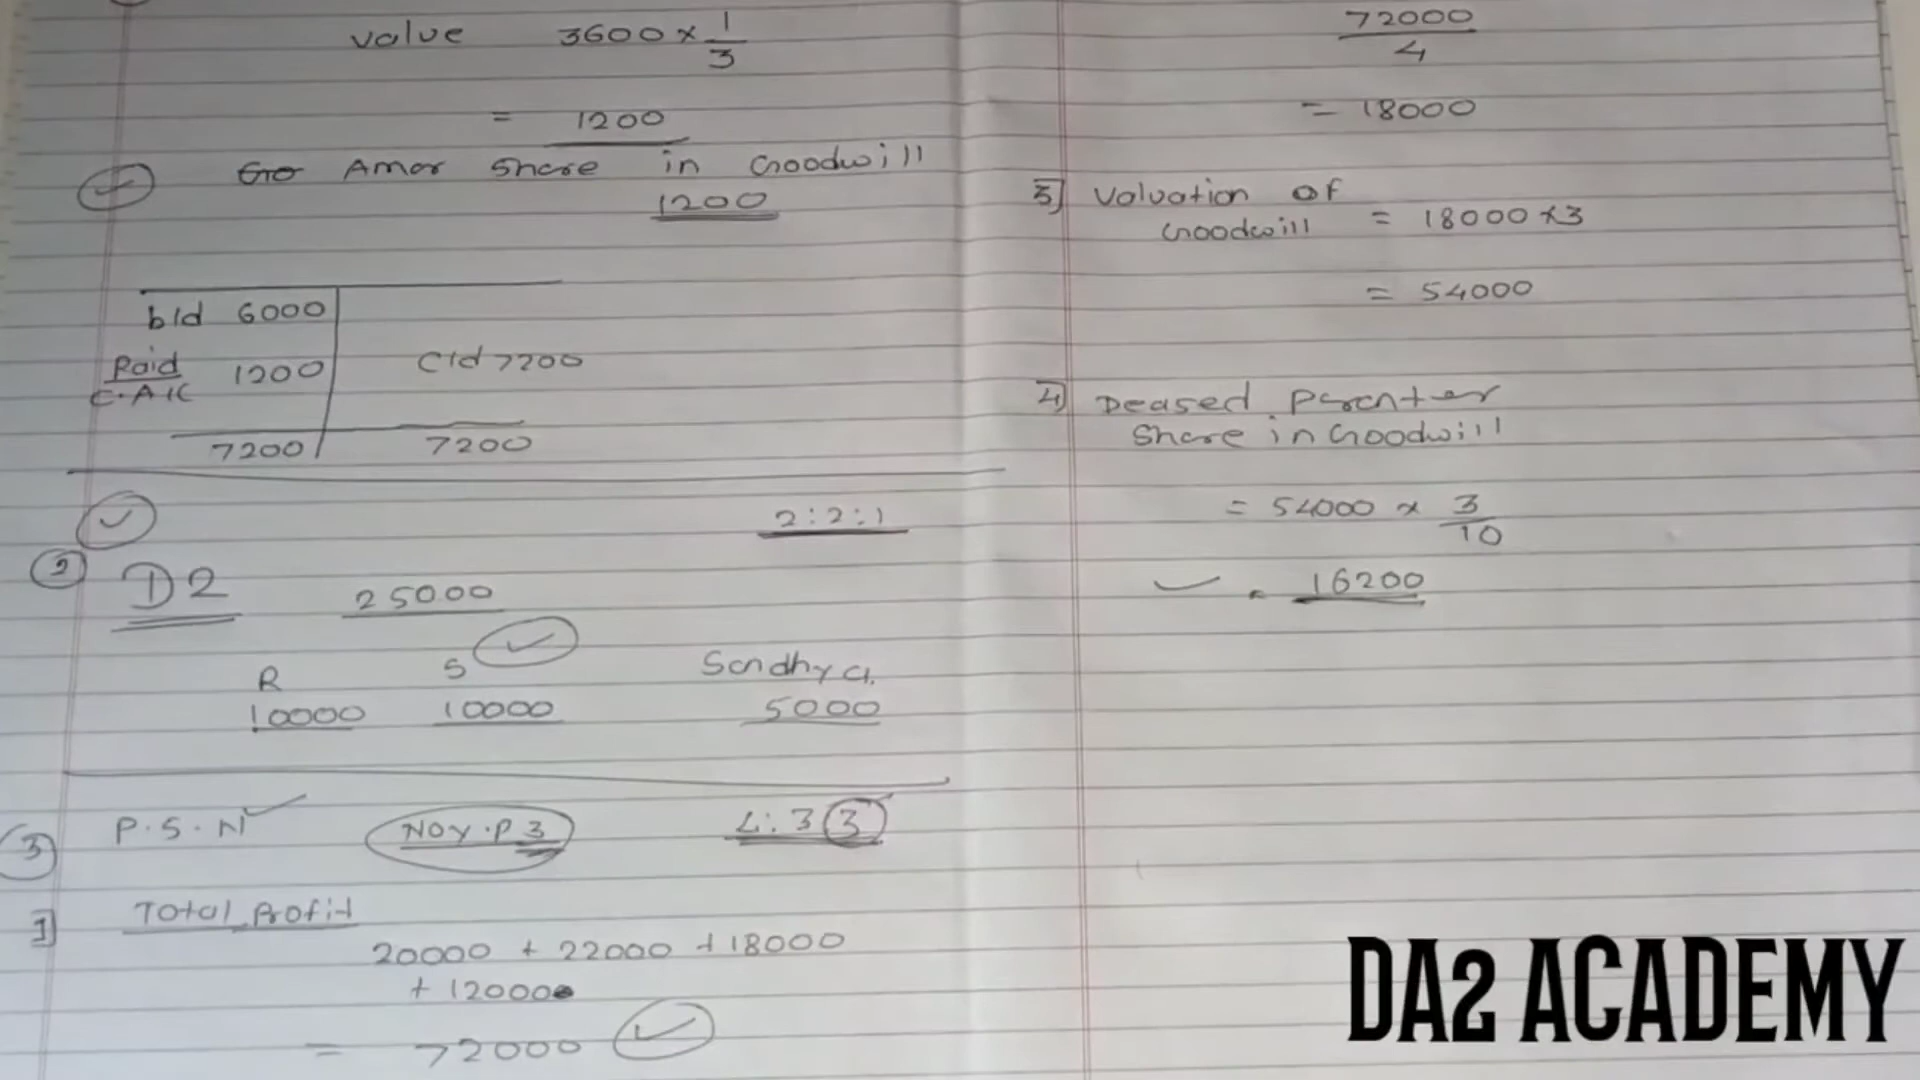 value 3600 × 1/3
= 1200
Amar share in Goodwill
1200
b/d 6000
Paid 1200 C/d 7200
7200 7200
2:2:1
2 D2 25000
R S Sandhya.
10000 10000 5000
3 P.S.N NOY.P 3 4:3 3
1] Total Profit
20000 + 22000 + 18000
+ 12000
= 72000
72000
4
= 18000
3] Valuation of
Goodwill = 18000 × 3
= 54000
4] Deased Parenter
Share in Goodwill
= 54000 × 3/10
= 16200
DA2 ACADEMY